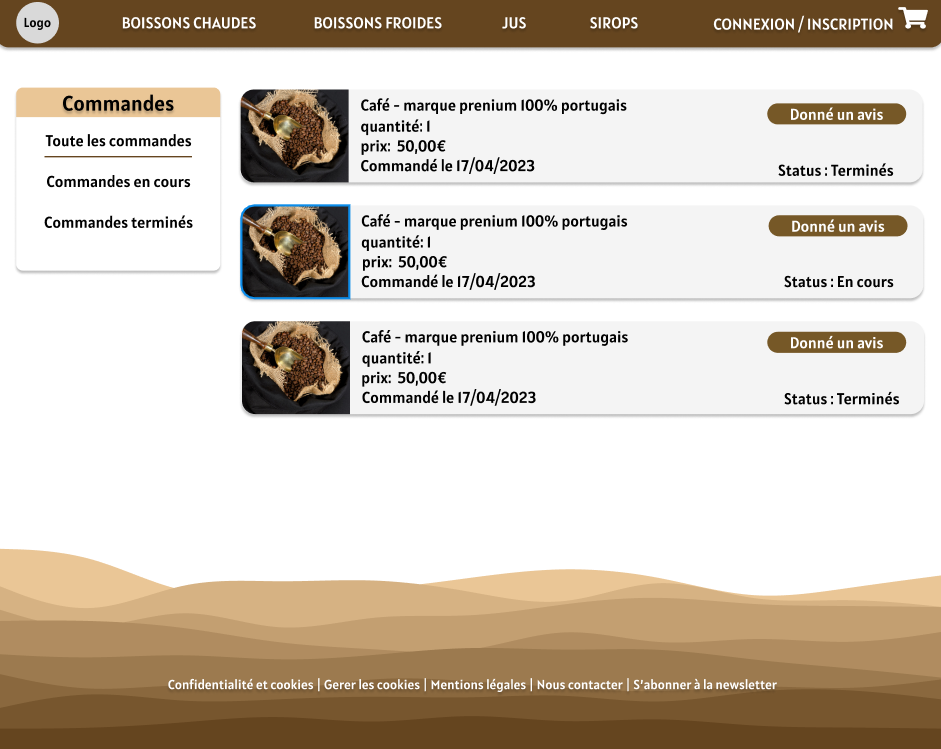 Logo
BOISSONS CHAUDES
BOISSONS FROIDES
JUS
SIROPS
CONNEXION / INSCRIPTION
Commandes
Toute les commandes
Commandes en cours
Commandes terminés
Café - marque prenium 100% portugais
quantité: 1
prix: 50,00€
Commandé le 17/04/2023
Donné un avis
Status : Terminés
Café - marque prenium 100% portugais
quantité: 1
prix: 50,00€
Commandé le 17/04/2023
Donné un avis
Status : En cours
Café - marque prenium 100% portugais
quantité: 1
prix: 50,00€
Commandé le 17/04/2023
Donné un avis
Status : Terminés
Confidentialité et cookies | Gerer les cookies | Mentions légales | Nous contacter | S'abonner à la newsletter